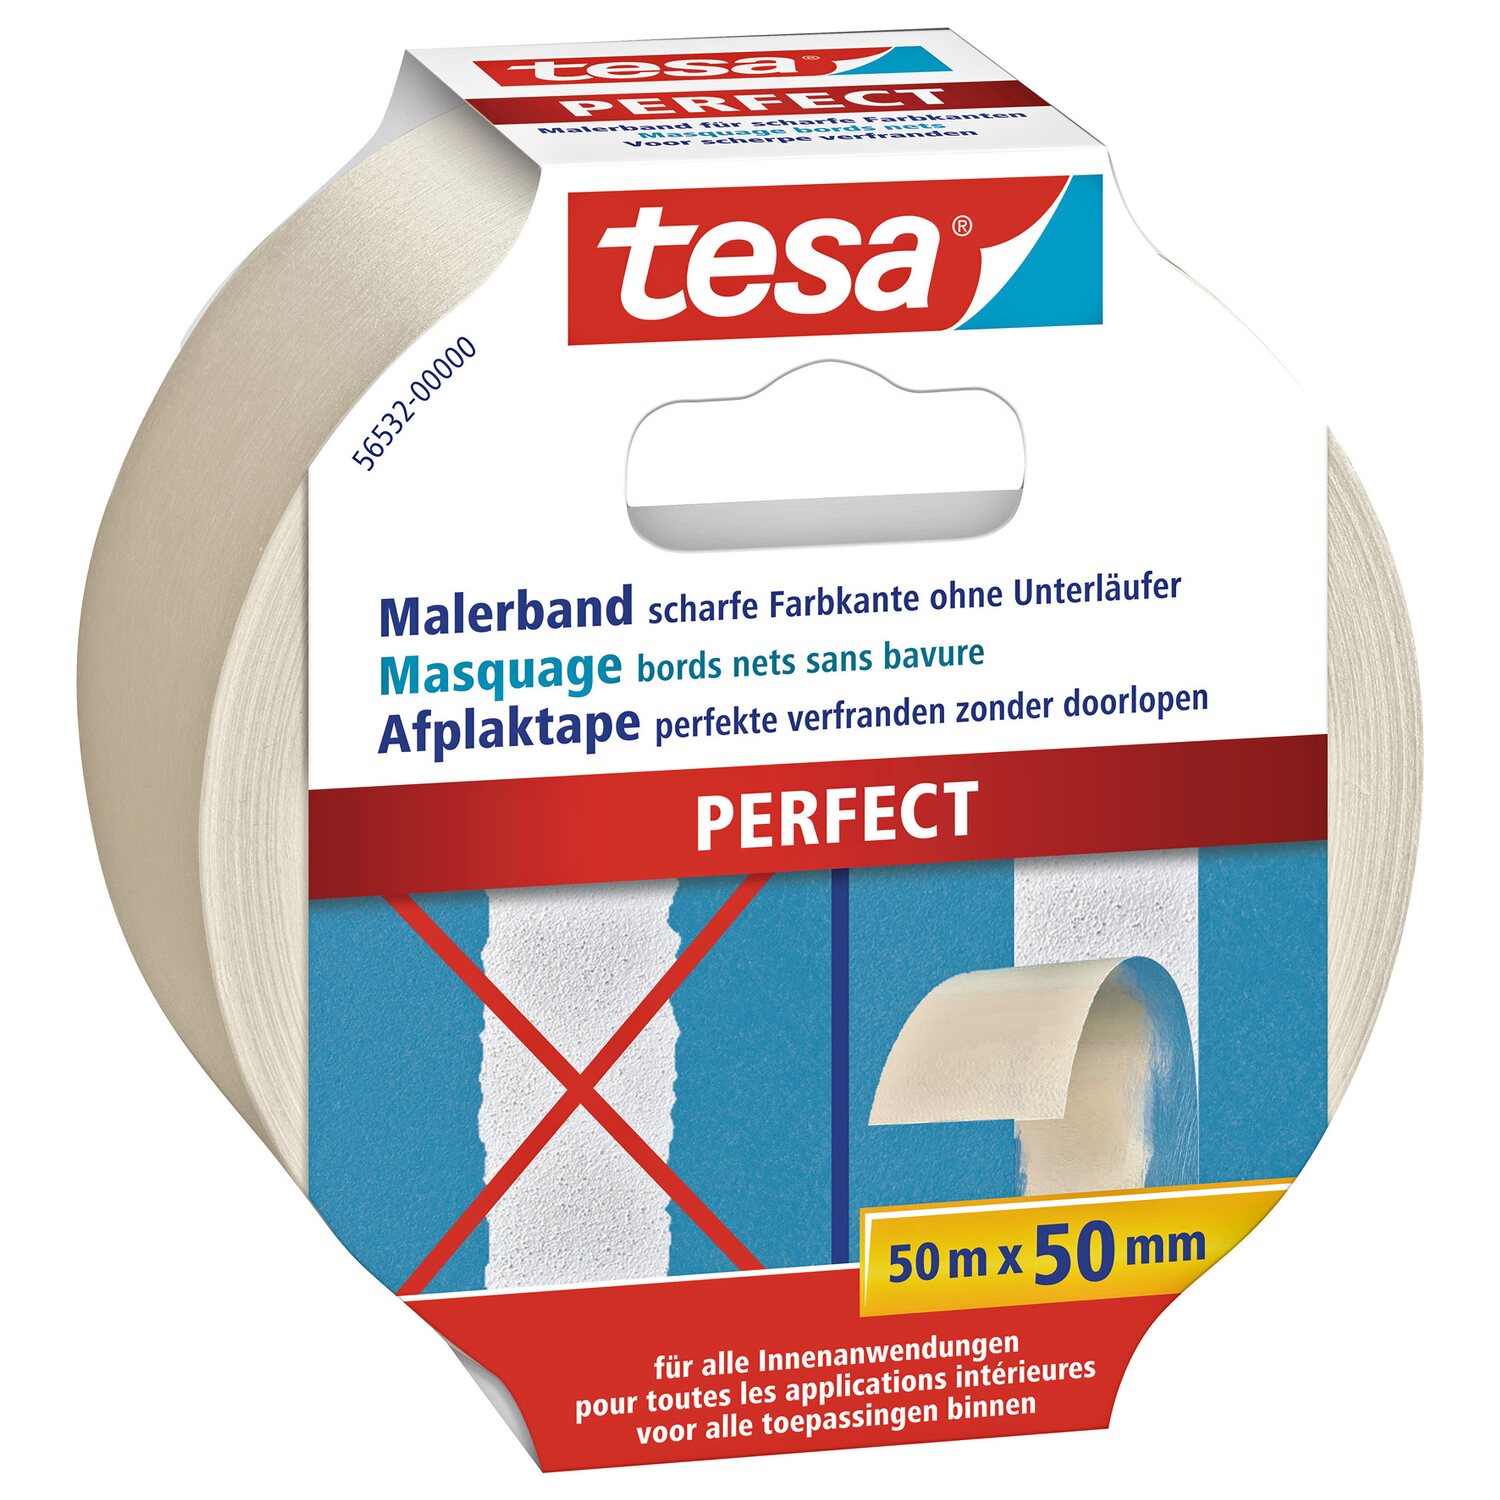 tesa®
PERFECT
Malerband für scharfe Farbkanten
Masquage bords nets
Voor scherpe verfranden
tesa®
56532-00000
Malerband scharfe Farbkante ohne Unterläufer
Masquage bords nets sans bavure
Afplaktape perfekte verfranden zonder doorlopen
PERFECT
50 m x 50 mm
für alle Innenanwendungen
pour toutes les applications intérieures
voor alle toepassingen binnen